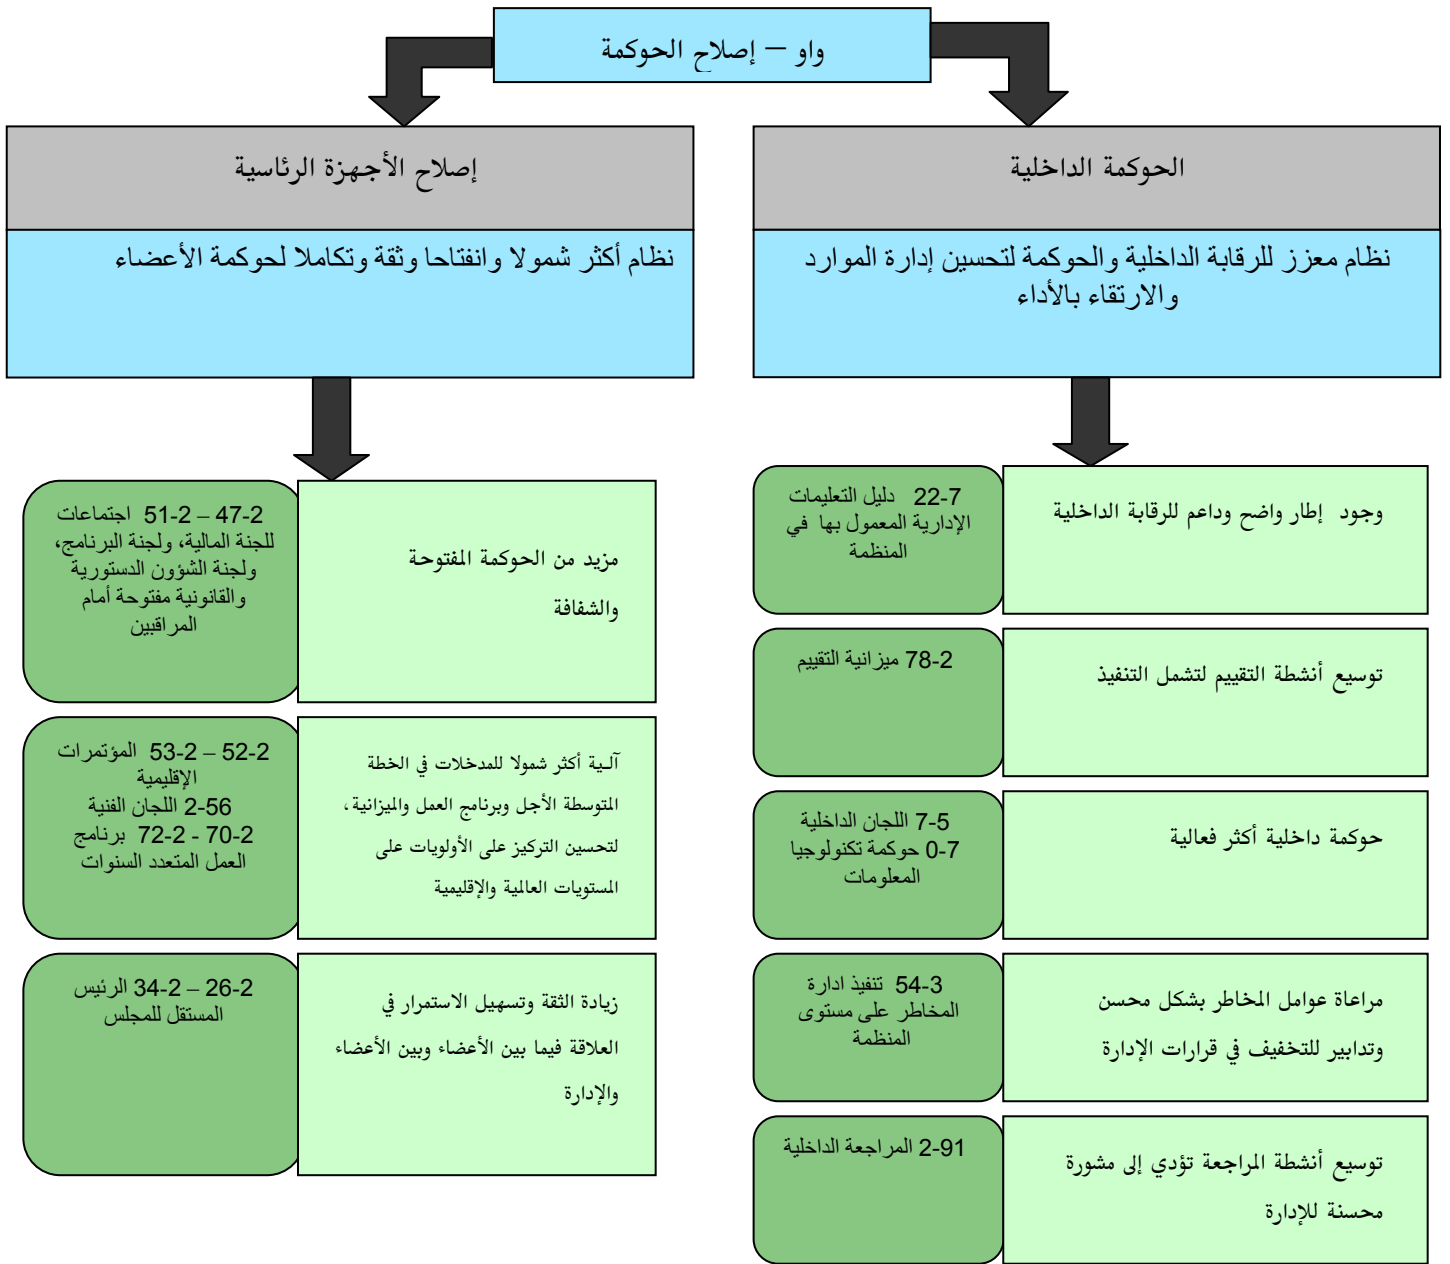 واو – إصلاح الحوكمة
الحوكمة الداخلية
نظام معزز للرقابة الداخلية والحوكمة لتحسين إدارة الموارد
والارتقاء بالأداء
وجود إطار واضح وداعم للرقابة الداخلية
22-7 دليل التعليمات
الإدارية المعمول بها في
المنظمة
توسيع أنشطة التقييم لتشمل التنفيذ
78-2 ميزانية التقييم
حوكمة داخلية أكثر فعالية
7-5 اللجان الداخلية
0-7 حوكمة تكنولوجيا
المعلومات
مراعاة عوامل المخاطر بشكل محسن
وتدابير للتخفيف في قرارات الإدارة
54-3 تنفيذ ادارة
المخاطر على مستوى
المنظمة
توسيع أنشطة المراجعة تؤدي إلى مشورة
محسنة للإدارة
2-91 المراجعة الداخلية
إصلاح الأجهزة الرئاسية
نظام أكثر شمولا وانفتاحا وثقة وتكاملا لحوكمة الأعضاء
مزيد من الحوكمة المفتوحة
والشفافة
51-2 – 47-2 اجتماعات
للجنة المالية، ولجنة البرنامج،
ولجنة الشؤون الدستورية
والقانونية مفتوحة أمام
المراقبين
آلـية أكثر شمولا للمدخلات في الخطة
المتوسطة الأجل وبرنامج العمل والميزانية،
لتحسين التركيز على الأولويات على
المستويات العالمية والإقليمية
53-2 – 52-2 المؤتمرات
الإقليمية
2-56 اللجان الفنية
72-2 - 70-2 برنامج
العمل المتعدد السنوات
زيادة الثقة وتسهيل الاستمرار في
العلاقة فيما بين الأعضاء وبين الأعضاء
والإدارة
34-2 – 26-2 الرئيس
المستقل للمجلس